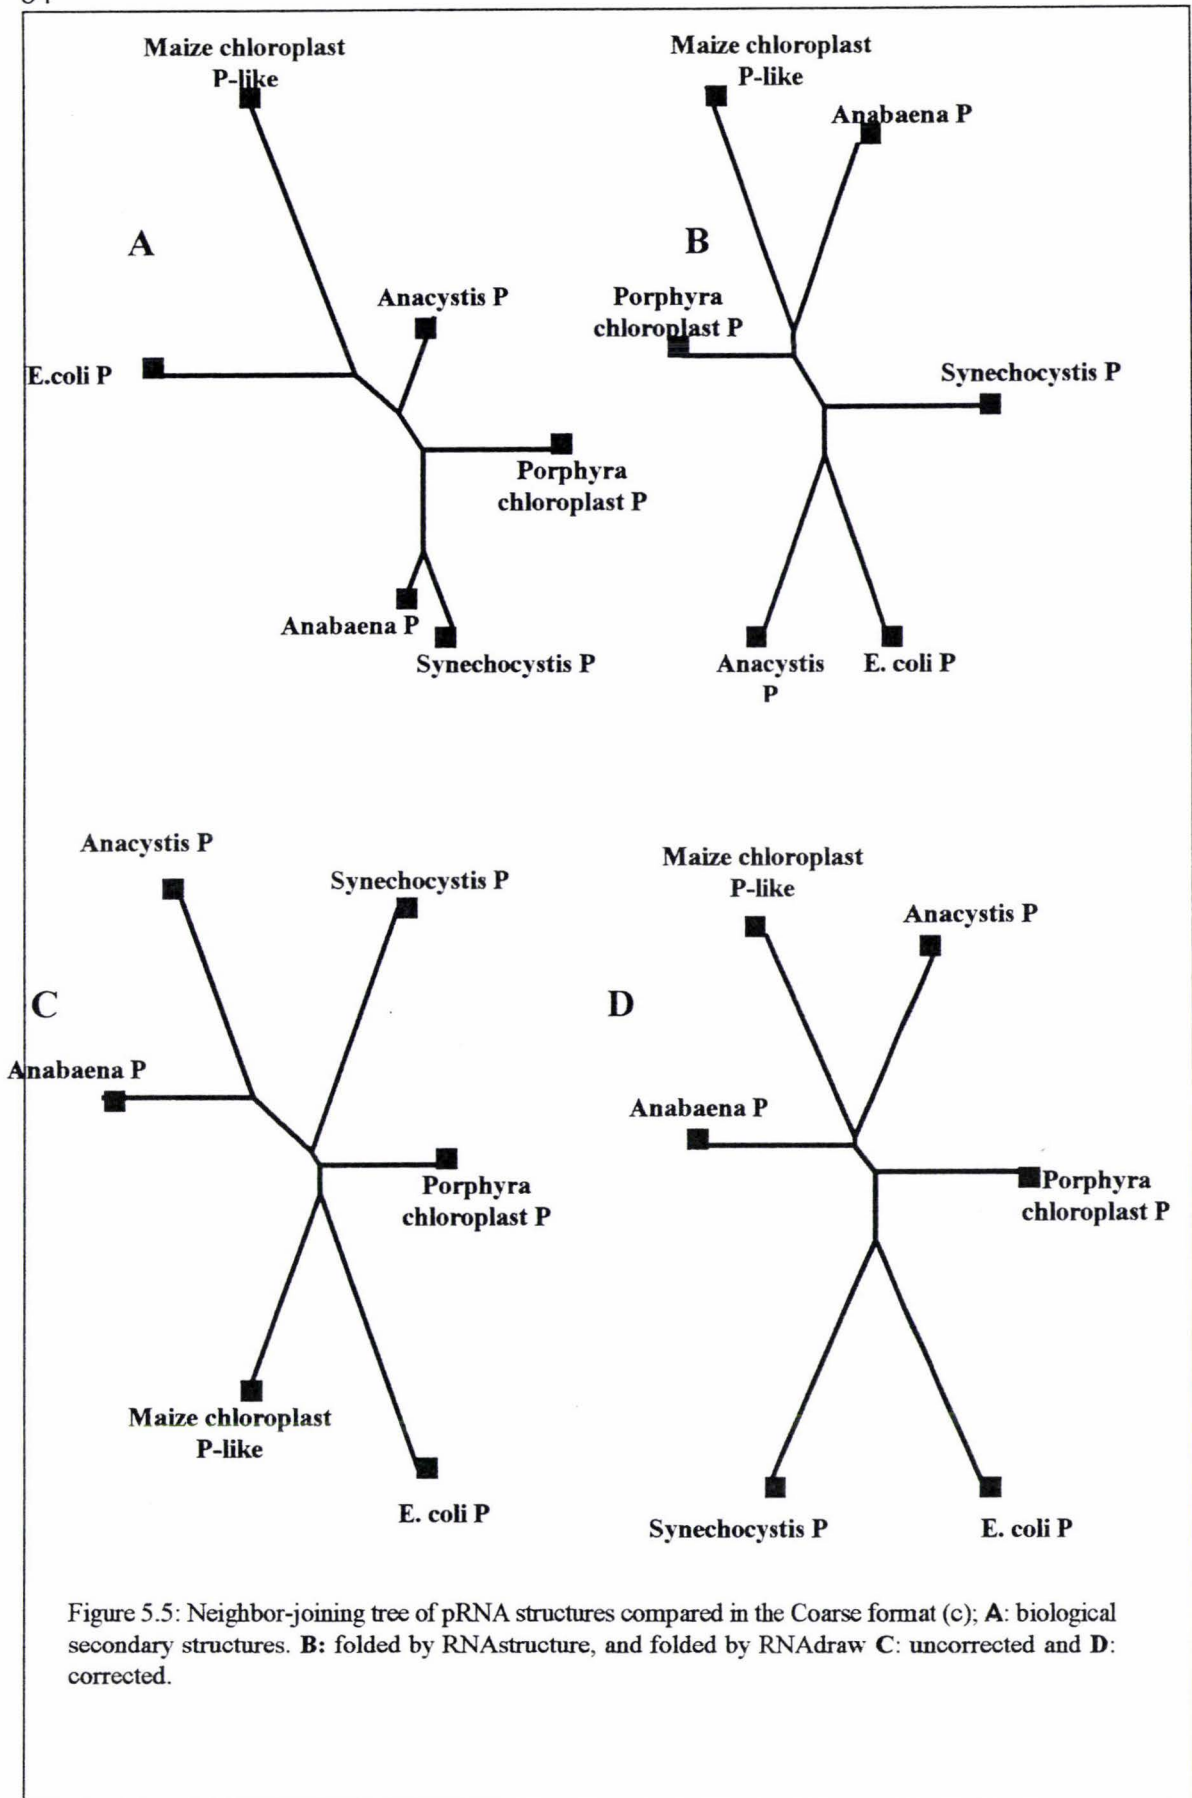 Maize chloroplast
P-like
A
Anacystis P
E.coli P
Porphyra
chloroplast P
Anabaena P
Synechocystis P
Maize chloroplast
P-like
Anabaena P
B
Porphyra
chloroplast P
Synechocystis P
Anacystis
P
E. coli P
Anacystis P
Synechocystis P
C
Anabaena P
Porphyra
chloroplast P
Maize chloroplast
P-like
E. coli P
Maize chloroplast
P-like
Anacystis P
D
Anabaena P
Porphyra
chloroplast P
Synechocystis P
E. coli P
Figure 5.5: Neighbor-joining tree of pRNA structures compared in the Coarse format (c); A: biological
secondary structures. B: folded by RNAstructure, and folded by RNAdraw C: uncorrected and D:
corrected.